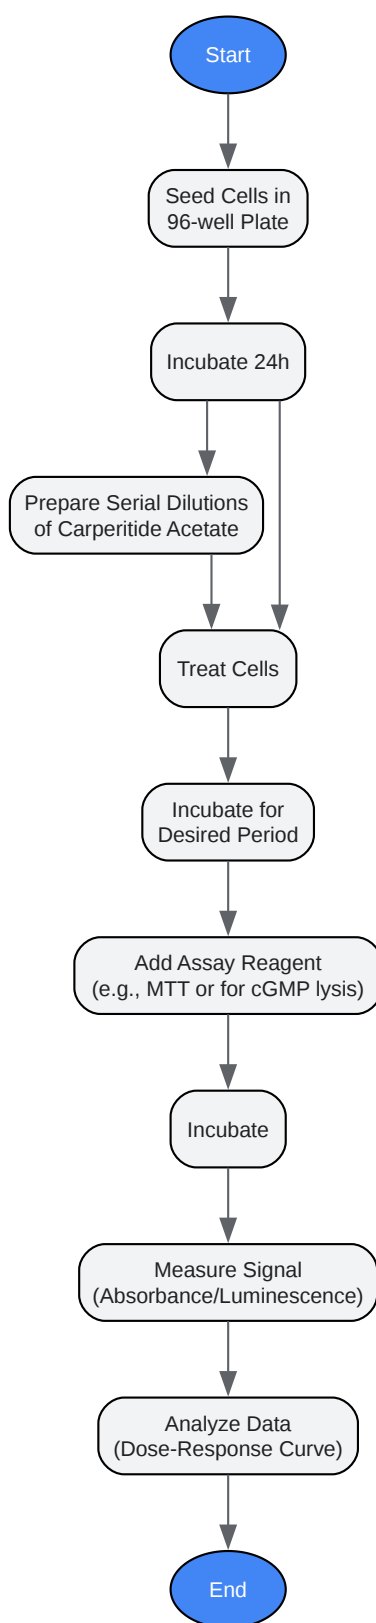 Start
Seed Cells in
96-well Plate
Incubate 24h
Prepare Serial Dilutions
of Carperitide Acetate
Treat Cells
Incubate for
Desired Period
Add Assay Reagent
(e.g., MTT or for cGMP lysis)
Incubate
Measure Signal
(Absorbance/Luminescence)
Analyze Data
(Dose-Response Curve)
End